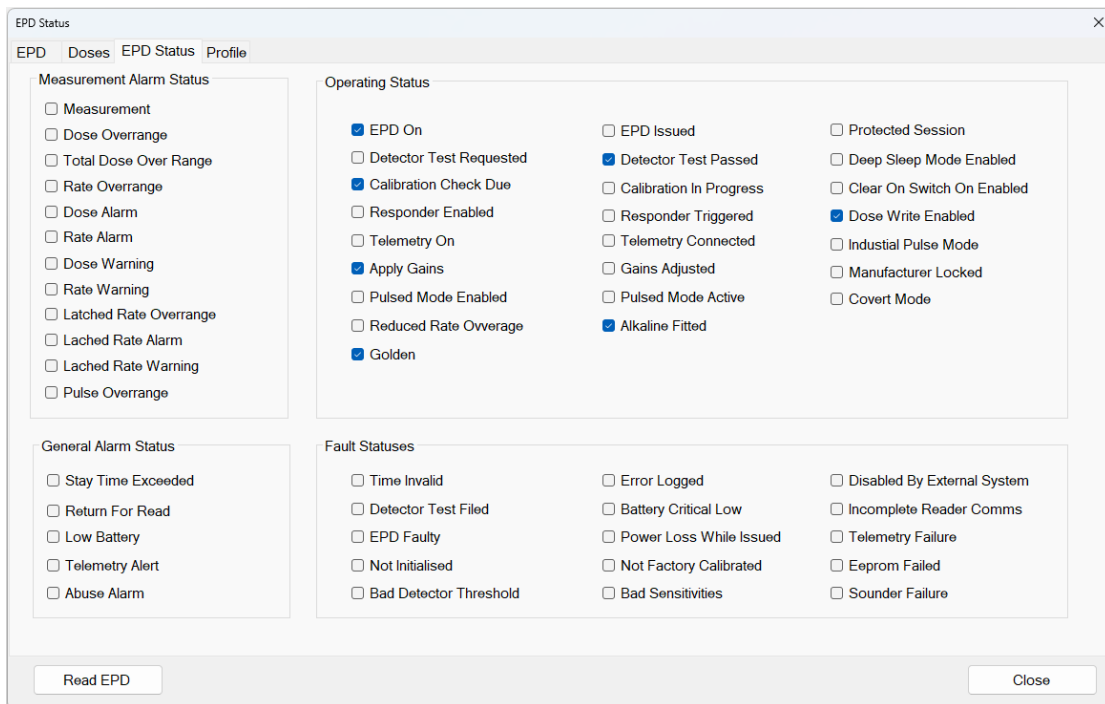 EPD Status
EPD Doses EPD Status Profile
Measurement Alarm Status
Measurement
Dose Overrange
Total Dose Over Range
Rate Overrange
Dose Alarm
Rate Alarm
Dose Warning
Rate Warning
Latched Rate Overrange
Lached Rate Alarm
Lached Rate Warning
Pulse Overrange
Operating Status
EPD On EPD Issued Protected Session
Detector Test Requested Detector Test Passed Deep Sleep Mode Enabled
Calibration Check Due Calibration In Progress Clear On Switch On Enabled
Responder Enabled Responder Triggered Dose Write Enabled
Telemetry On Telemetry Connected Industial Pulse Mode
Apply Gains Gains Adjusted Manufacturer Locked
Pulsed Mode Enabled Pulsed Mode Active Covert Mode
Reduced Rate Ovverage Alkaline Fitted
Golden
General Alarm Status
Stay Time Exceeded
Return For Read
Low Battery
Telemetry Alert
Abuse Alarm
Fault Statuses
Time Invalid Error Logged Disabled By External System
Detector Test Filed Battery Critical Low Incomplete Reader Comms
EPD Faulty Power Loss While Issued Telemetry Failure
Not Initialised Not Factory Calibrated Eeprom Failed
Bad Detector Threshold Bad Sensitivities Sounder Failure
Read EPD Close